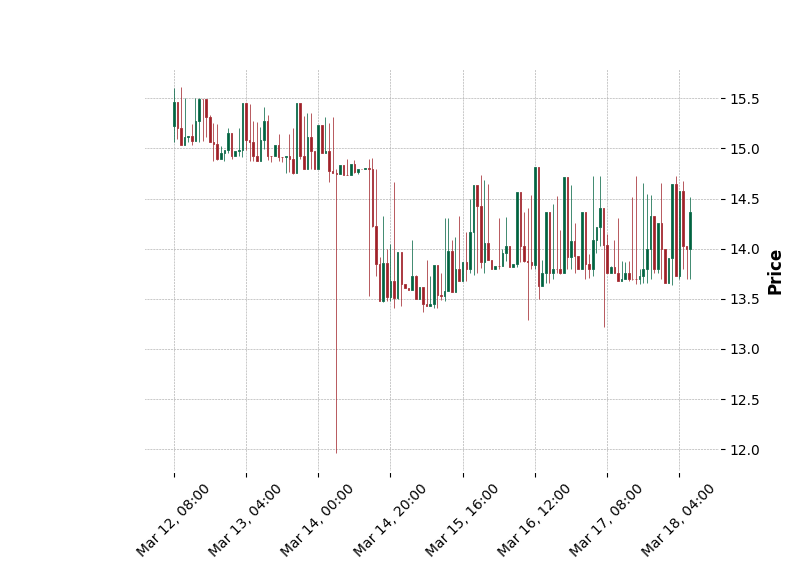 15.5
15.0
14.5
14.0
13.5
13.0
12.5
12.0
Price
Mar 12, 08:00
Mar 13, 04:00
Mar 14, 00:00
Mar 14, 20:00
Mar 15, 16:00
Mar 16, 12:00
Mar 17, 08:00
Mar 18, 04:00